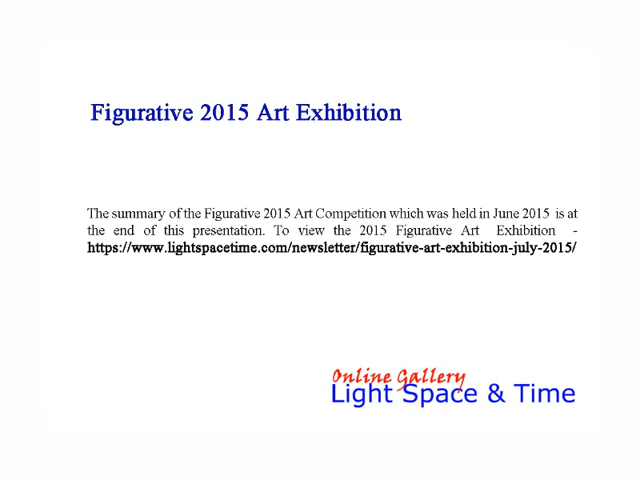 Figurative 2015 Art Exhibition
The summary of the Figurative 2015 Art Competition which was held in June 2015 is at
the end of this presentation. To view the 2015 Figurative Art Exhibition -
https://www.lightspacetime.com/newsletter/figurative-art-exhibition-july-2015/
Online Gallery
Light Space & Time